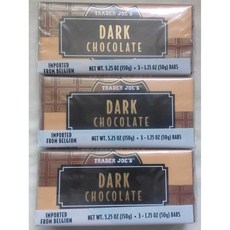 DARK
CHOCOLATE
IMPORTED
FROM BELGIUM
NET WT. 5.25 OZ (150g) • 3-1.75 OZ (50g) BARS
TRADER JOE'S
DARK
CHOCOLATE
IMPORTED
FROM BELGIUM
NET WT. 5.25 OZ (150g) • 3-1.75 OZ (50g) BARS
TRADER JOE'S
DARK
CHOCOLATE
IMPORTED
FROM BELGIUM
NET WT. 5.25 OZ (150g) • 3-1.75 OZ (50g) BARS